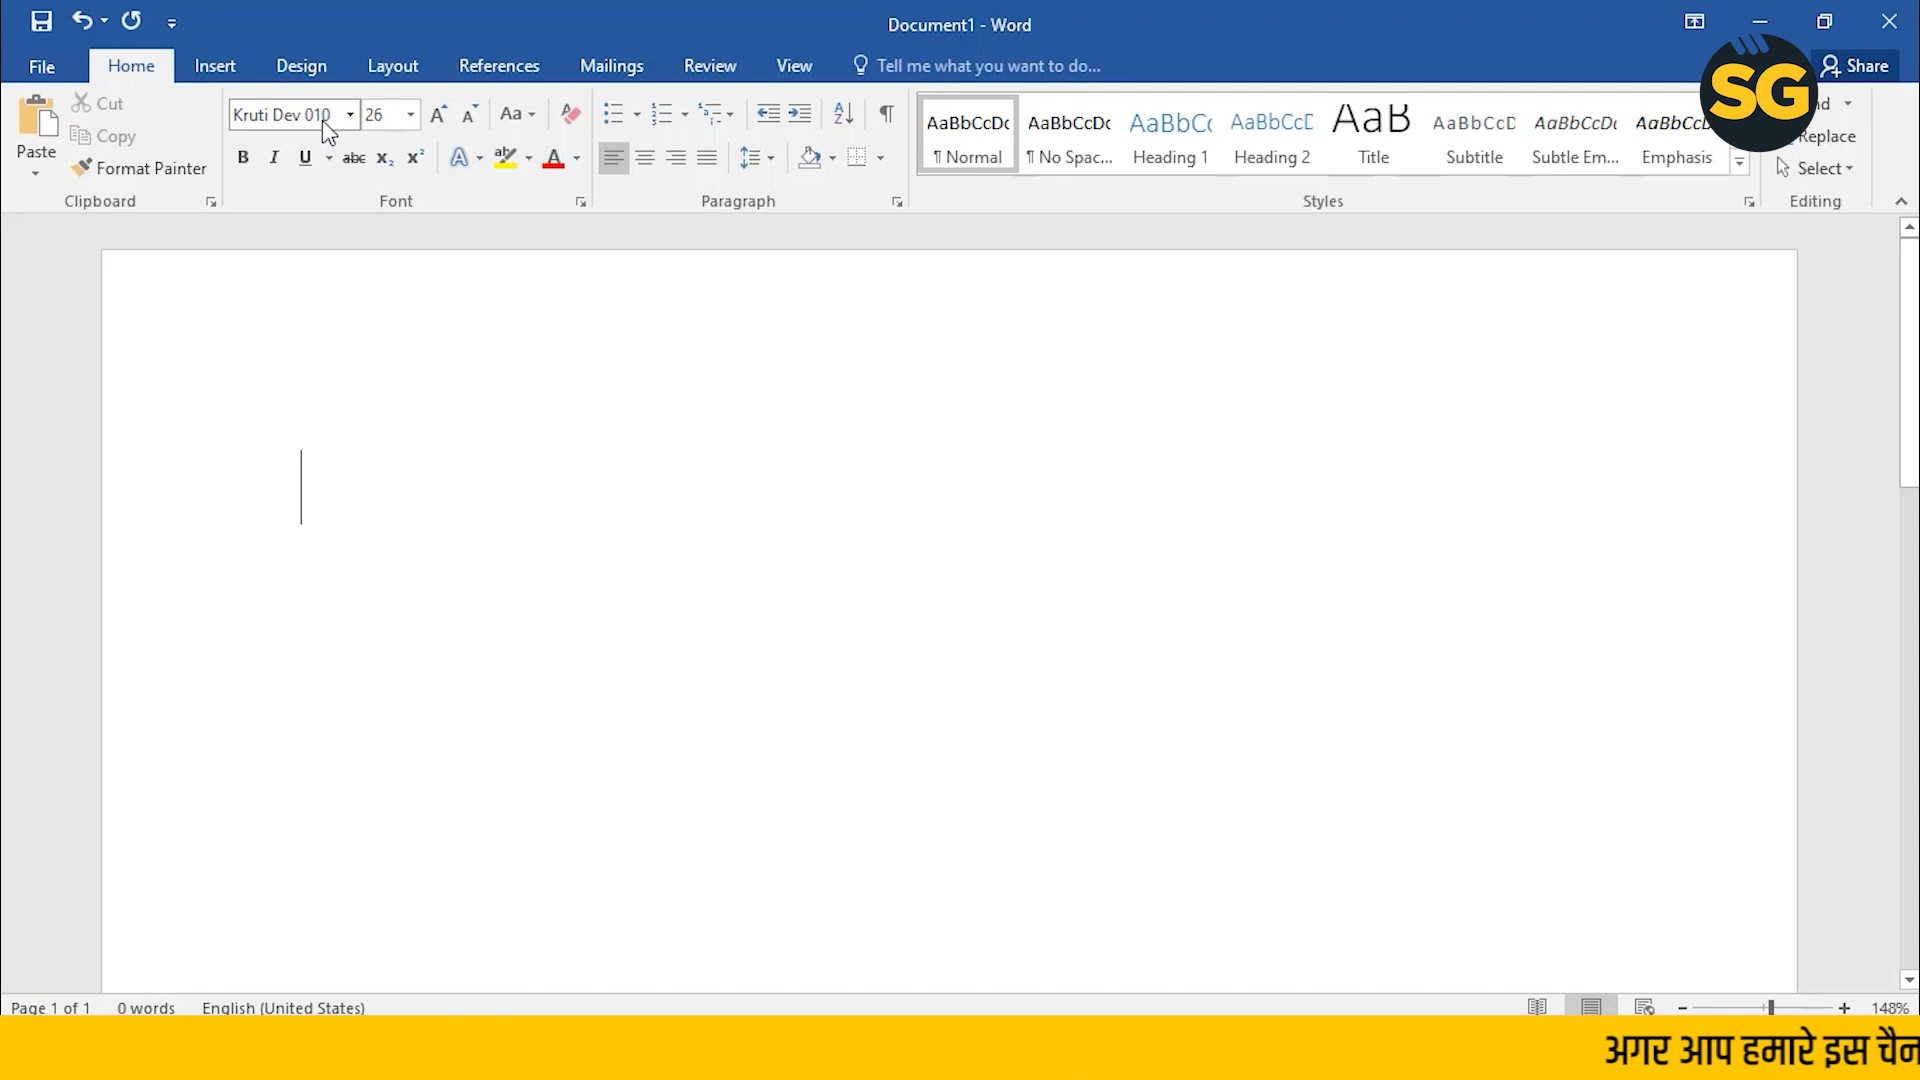 Document1 - Word
File Home Insert Design Layout References Mailings Review View Tell me what you want to do... Share
SG
Paste Cut Copy Format Painter Clipboard
Kruti Dev 010 26 Aa
B I U abc X₂ X² A ab A
Font
Paragraph
AaBbCcDc AaBbCcDc AaBbC AaBbCcD AaB AaBbCcD AaBbCcDc AaBbCcD
¶ Normal ¶ No Spac... Heading 1 Heading 2 Title Subtitle Subtle Em... Emphasis
Styles
Replace
Select
Editing
Page 1 of 1 0 words English (United States) 148%
अगर आप हमारे इस